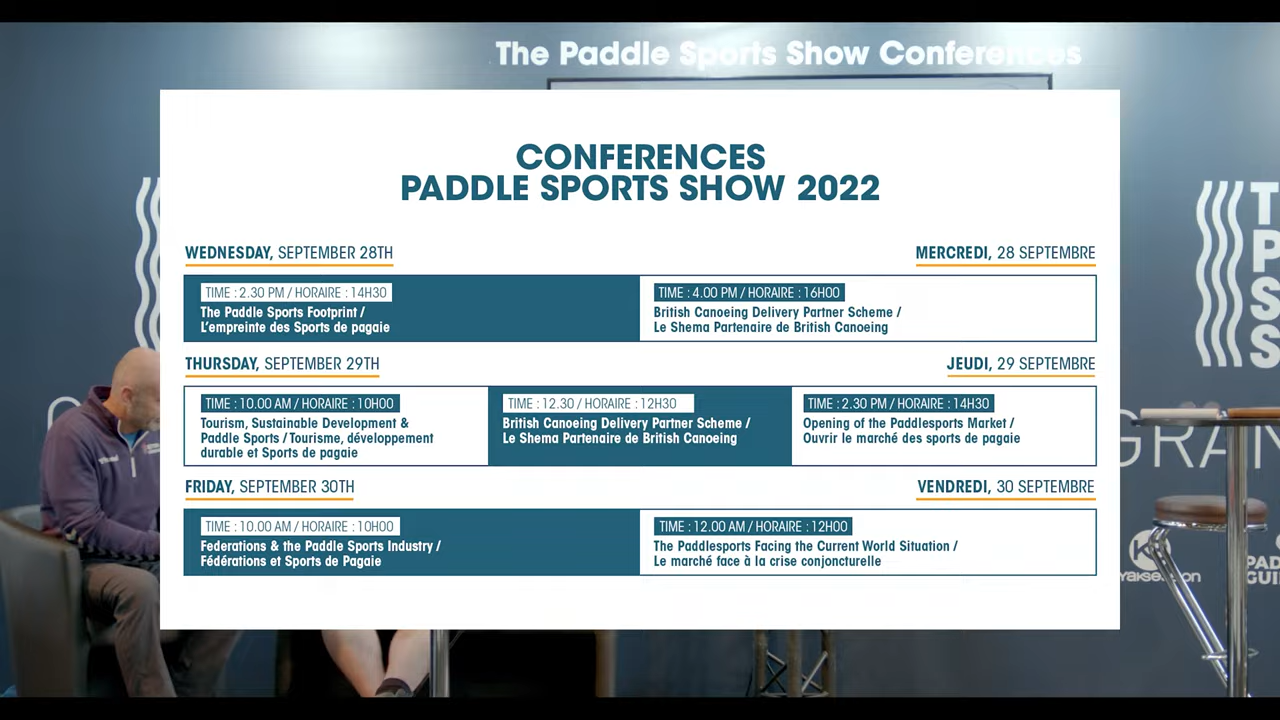 The Paddle Sports Show Conferences
CONFERENCES
PADDLE SPORTS SHOW 2022
WEDNESDAY, SEPTEMBER 28TH
MERCREDI, 28 SEPTEMBRE
TIME : 2.30 PM / HORAIRE : 14H30
The Paddle Sports Footprint /
L'empreinte des Sports de pagaie
TIME : 4.00 PM / HORAIRE : 16H00
British Canoeing Delivery Partner Scheme /
Le Shema Partenaire de British Canoeing
THURSDAY, SEPTEMBER 29TH
JEUDI, 29 SEPTEMBRE
TIME : 10.00 AM / HORAIRE : 10H00
Tourism, Sustainable Development &
Paddle Sports / Tourisme, développement
durable et Sports de pagaie
TIME : 12.30 / HORAIRE : 12H30
British Canoeing Delivery Partner Scheme /
Le Shema Partenaire de British Canoeing
TIME : 2.30 PM / HORAIRE : 14H30
Opening of the Paddlesports Market /
Ouvrir le marché des sports de pagaie
FRIDAY, SEPTEMBER 30TH
VENDREDI, 30 SEPTEMBRE
TIME : 10.00 AM / HORAIRE : 10H00
Federations & the Paddle Sports Industry /
Fédérations et Sports de Pagaie
TIME : 12.00 AM / HORAIRE : 12H00
The Paddlesports Facing the Current World Situation /
Le marché face à la crise conjoncturelle
T
P
S
S
GRAN